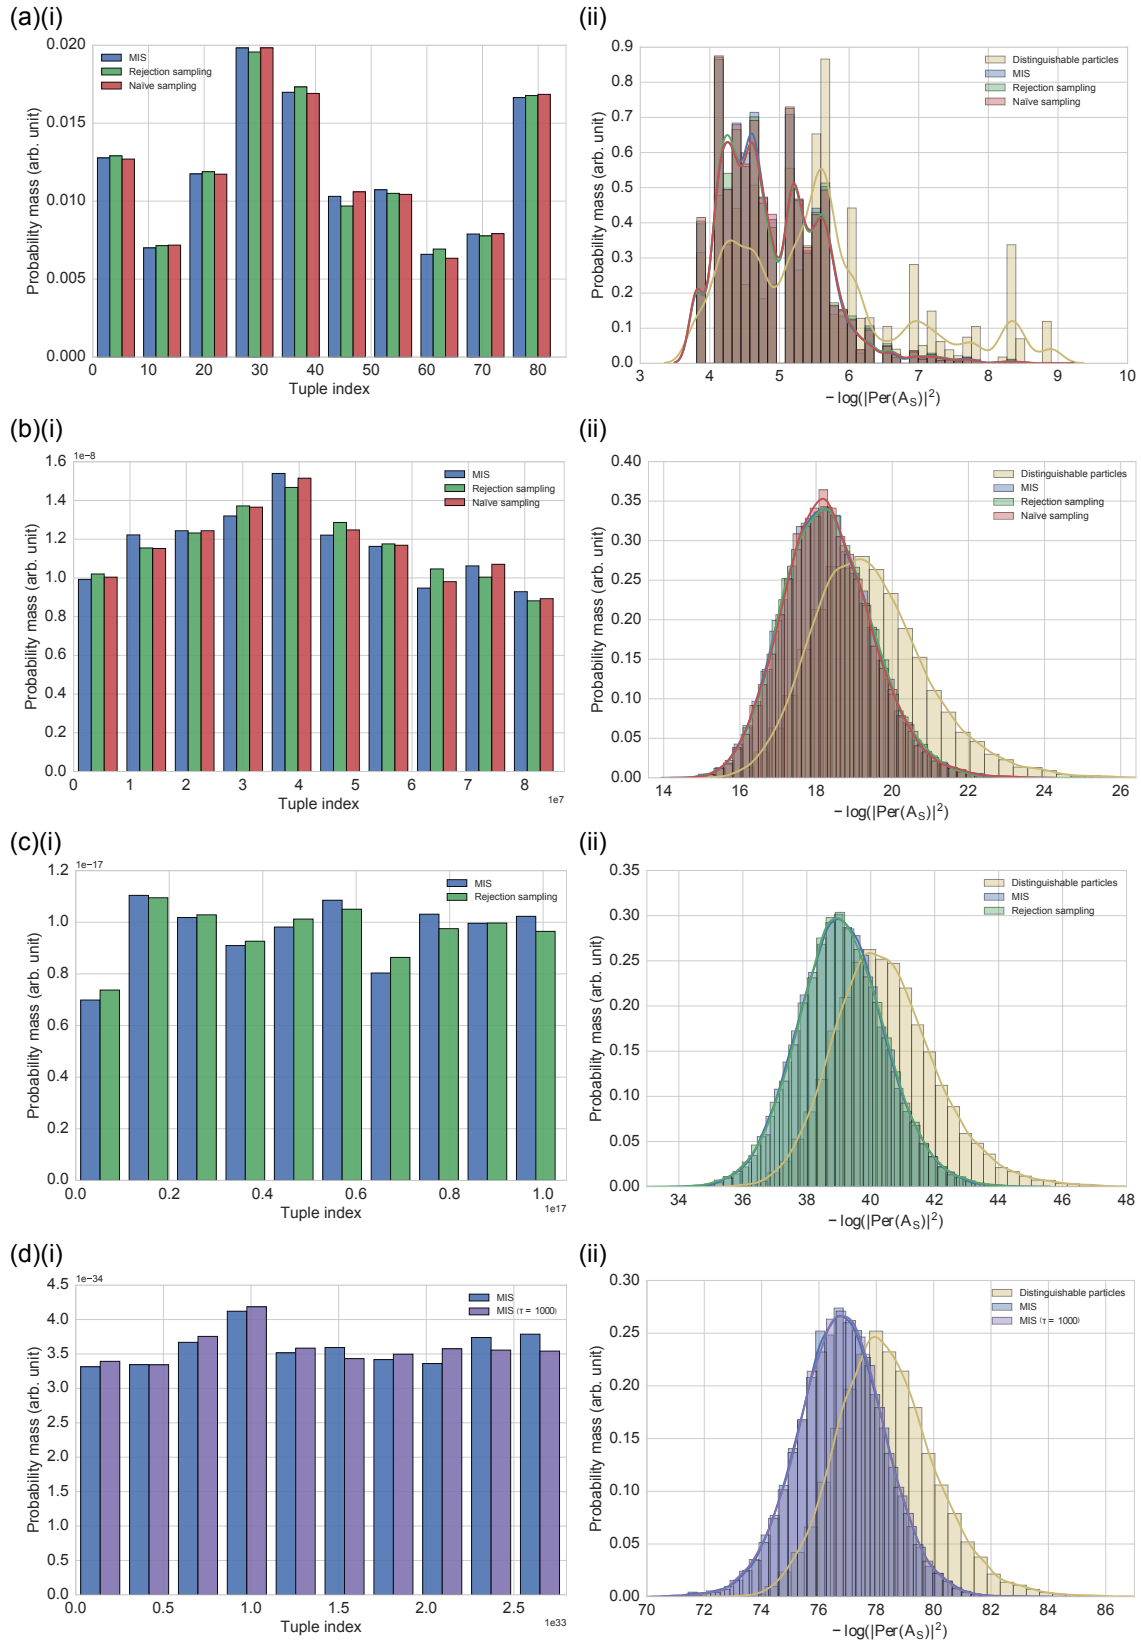 (a)(i)
0.020
0.015
0.010
0.005
0.000
Probability mass (arb. unit)
MIS
Rejection sampling
Naïve sampling
0 10 20 30 40 50 60 70 80
Tuple index
(ii)
0.9
0.8
0.7
0.6
0.5
0.4
0.3
0.2
0.1
0.0
Probability mass (arb. unit)
Distinguishable particles
MIS
Rejection sampling
Naïve sampling
3 4 5 6 7 8 9 10
− log(|Per(A_S)|²)
(b)(i)
1e-8
1.6
1.4
1.2
1.0
0.8
0.6
0.4
0.2
0.0
Probability mass (arb. unit)
MIS
Rejection sampling
Naïve sampling
0 1 2 3 4 5 6 7 8
1e7
Tuple index
(ii)
0.40
0.35
0.30
0.25
0.20
0.15
0.10
0.05
0.00
Probability mass (arb. unit)
Distinguishable particles
MIS
Rejection sampling
Naïve sampling
14 16 18 20 22 24 26
− log(|Per(A_S)|²)
(c)(i)
1e-17
1.2
1.0
0.8
0.6
0.4
0.2
0.0
Probability mass (arb. unit)
MIS
Rejection sampling
0.0 0.2 0.4 0.6 0.8 1.0
1e17
Tuple index
(ii)
0.35
0.30
0.25
0.20
0.15
0.10
0.05
0.00
Probability mass (arb. unit)
Distinguishable particles
MIS
Rejection sampling
34 36 38 40 42 44 46 48
− log(|Per(A_S)|²)
(d)(i)
1e-34
4.5
4.0
3.5
3.0
2.5
2.0
1.5
1.0
0.5
0.0
Probability mass (arb. unit)
MIS
MIS (τ = 1000)
0.0 0.5 1.0 1.5 2.0 2.5
1e33
Tuple index
(ii)
0.30
0.25
0.20
0.15
0.10
0.05
0.00
Probability mass (arb. unit)
Distinguishable particles
MIS
MIS (τ = 1000)
70 72 74 76 78 80 82 84 86
− log(|Per(A_S)|²)